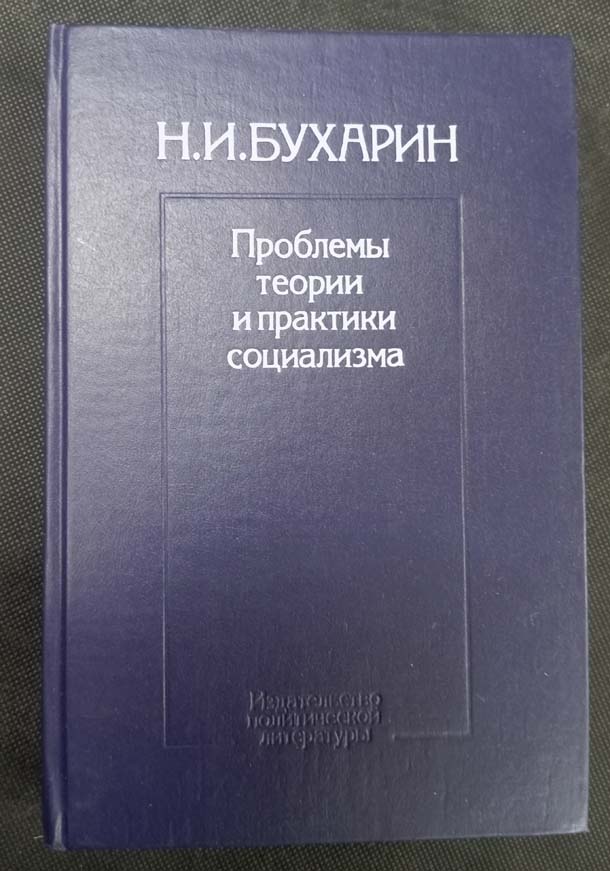 Н.И.БУХАРИН
Проблемы
теории
и практики
социализма
Издательство
политической
литературы